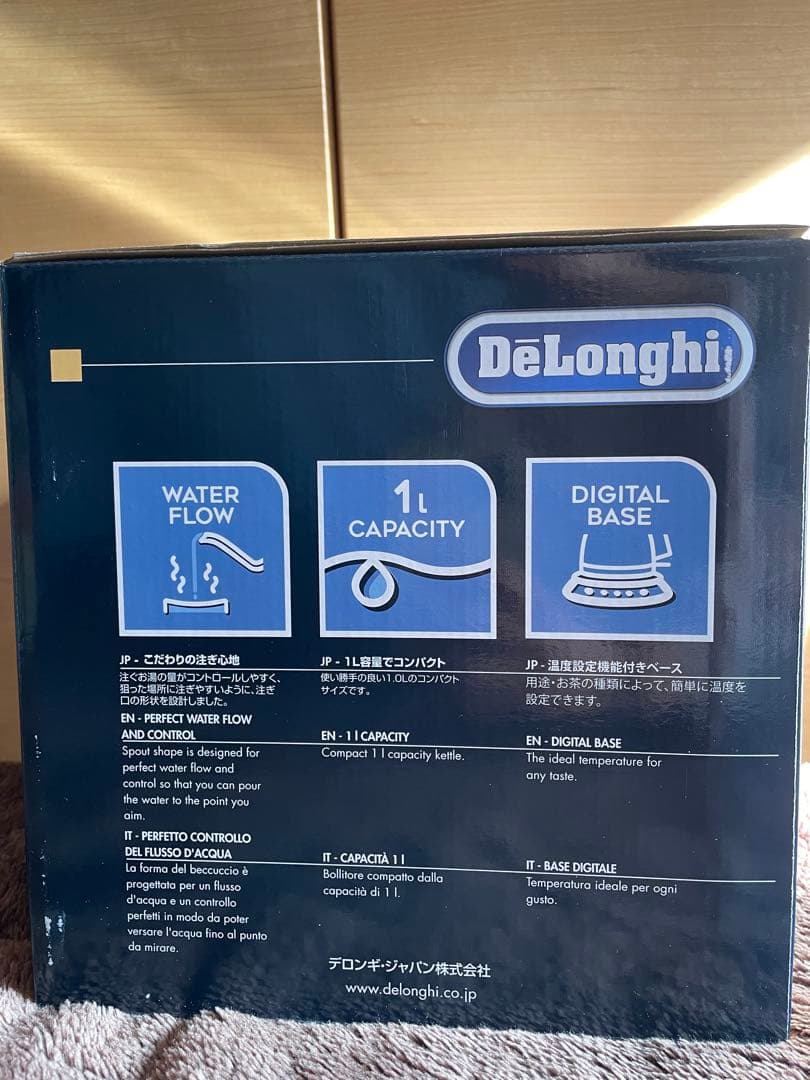 DēLonghi
WATER
FLOW
1L
CAPACITY
DIGITAL
BASE
JP - こだわりの注ぎ心地
注ぐお湯の量がコントロールしやすく、
狙った場所に注ぎやすいように、注ぎ
口の形状を設計しました。
EN - PERFECT WATER FLOW
AND CONTROL
Spout shape is designed for
perfect water flow and
control so that you can pour
the water to the point you
aim.
IT - PERFETTO CONTROLLO
DEL FLUSSO D'ACQUA
La forma del beccuccio è
progettata per un flusso
d'acqua e un controllo
perfetti in modo da poter
versare l'acqua fino al punto
da mirare.
JP - 1L容量でコンパクト
使い勝手の良い1.0Lのコンパクト
サイズです。
EN - 1 l CAPACITY
Compact 1 l capacity kettle.
IT - CAPACITÀ 1 l
Bollitore compatto dalla
capacità di 1 l.
JP - 温度設定機能付きベース
用途・お茶の種類によって、簡単に温度を
設定できます。
EN - DIGITAL BASE
The ideal temperature for
any taste.
IT - BASE DIGITALE
Temperatura ideale per ogni
gusto.
デロンギ・ジャパン株式会社
www.delonghi.co.jp